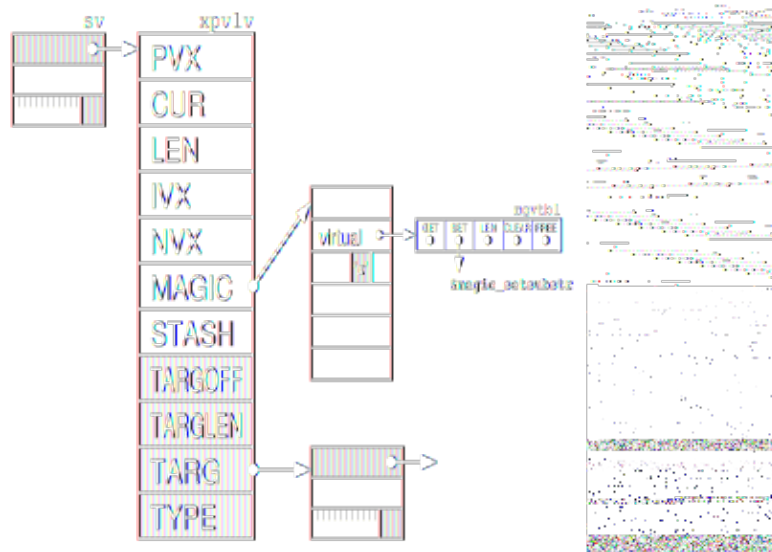 sv
xpvlv
PVX
CUR
LEN
IVX
NVX
MAGIC
STASH
TARGOFF
TARGLEN
TARG
TYPE
virtual
mgvtbl
GET SET LEN CLEAR FREE
&magic_setsubstr